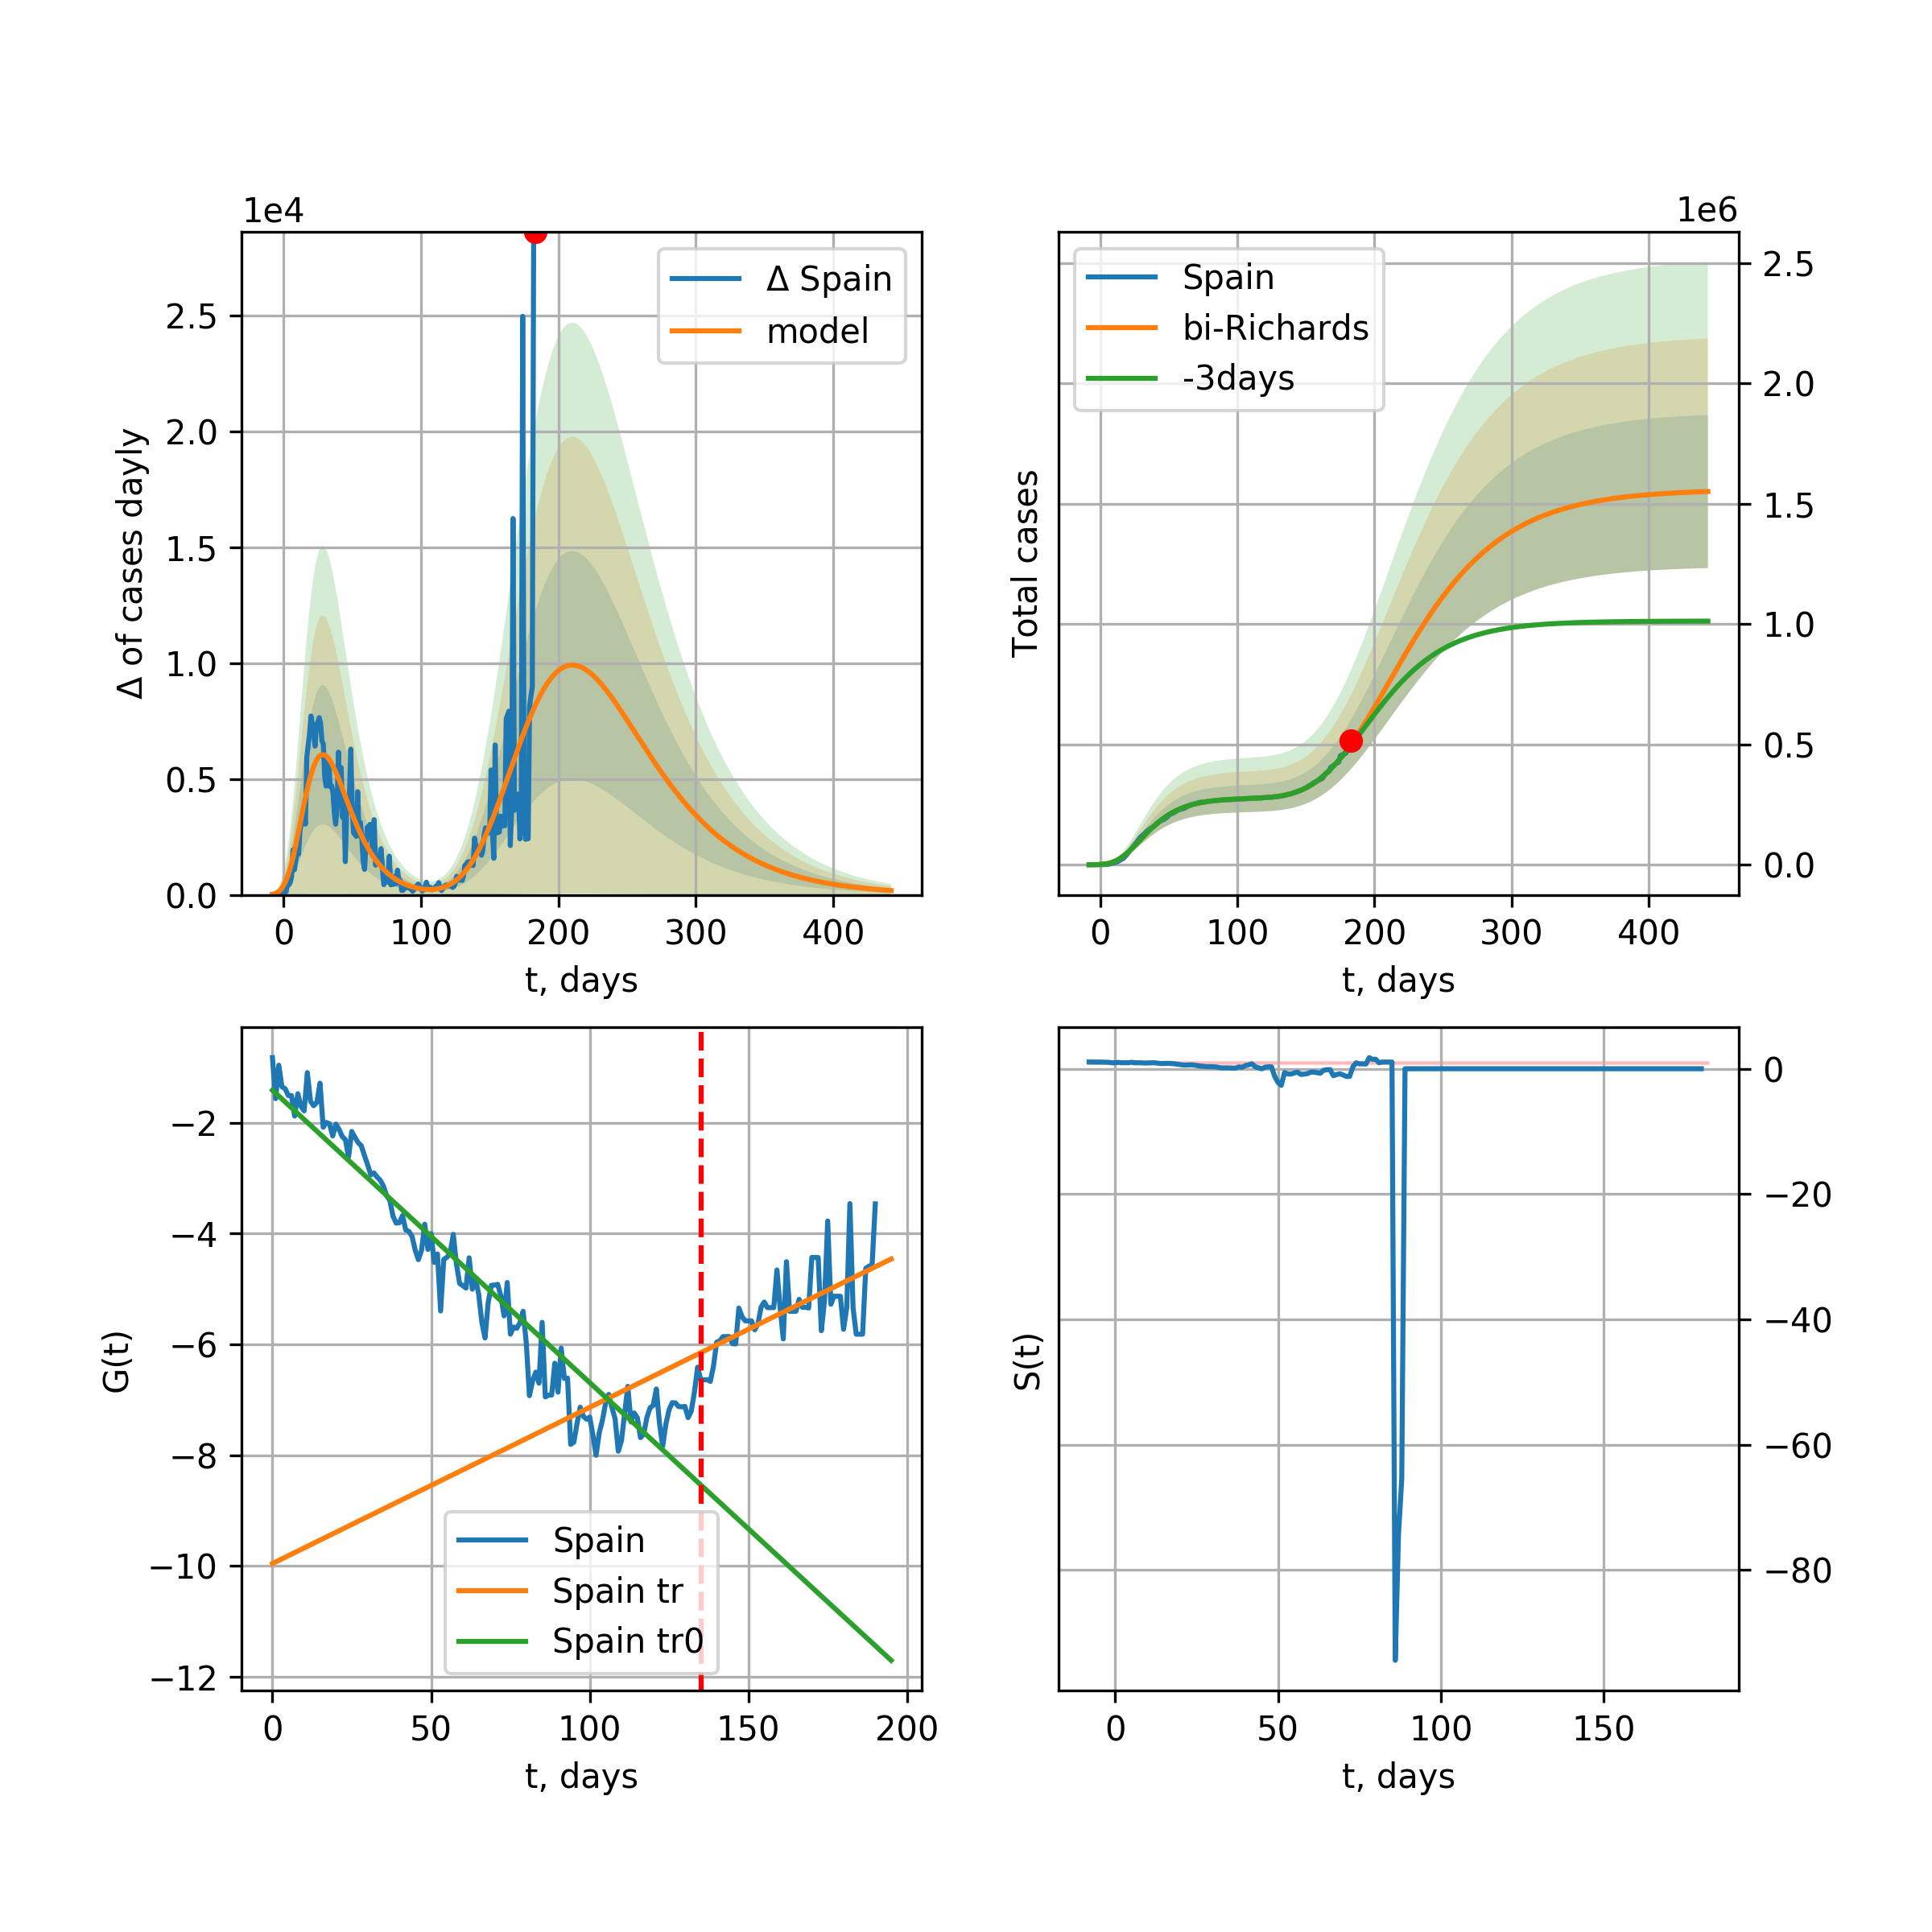 1e4
Δ of cases dayly
2.5
2.0
1.5
1.0
0.5
0.0
0 100 200 300 400
t, days
Δ Spain
model
1e6
Total cases
2.5
2.0
1.5
1.0
0.5
0.0
0 100 200 300 400
t, days
Spain
bi-Richards
-3days
G(t)
−2
−4
−6
−8
−10
−12
0 50 100 150 200
t, days
Spain
Spain tr
Spain tr0
S(t)
0
−20
−40
−60
−80
0 50 100 150
t, days